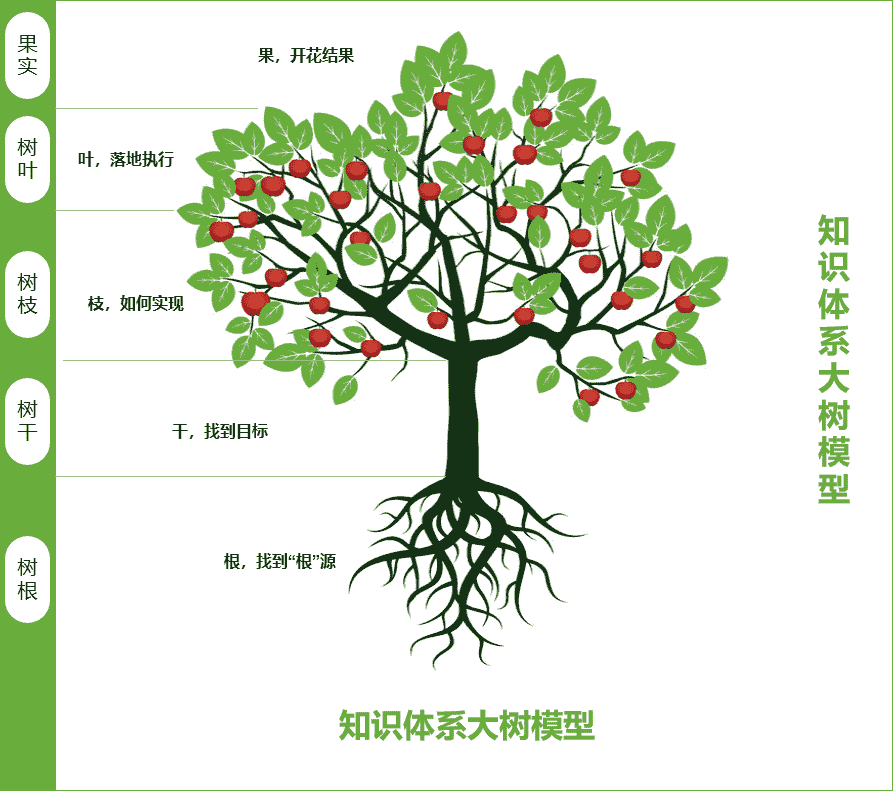 果实
果，开花结果
树叶
叶，落地执行
树枝
枝，如何实现
树干
干，找到目标
树根
根，找到“根”源
知识体系大树模型
知识体系大树模型